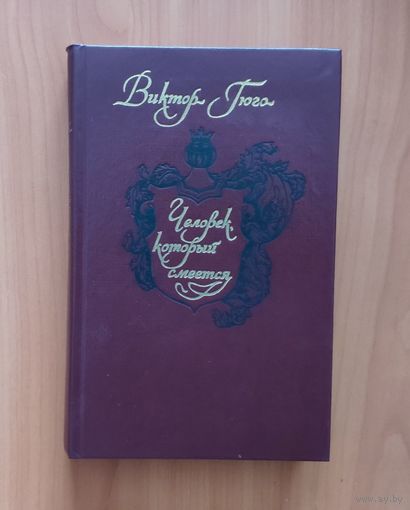 Виктор Гюго
Человек,
который
смеется
www.ay.by